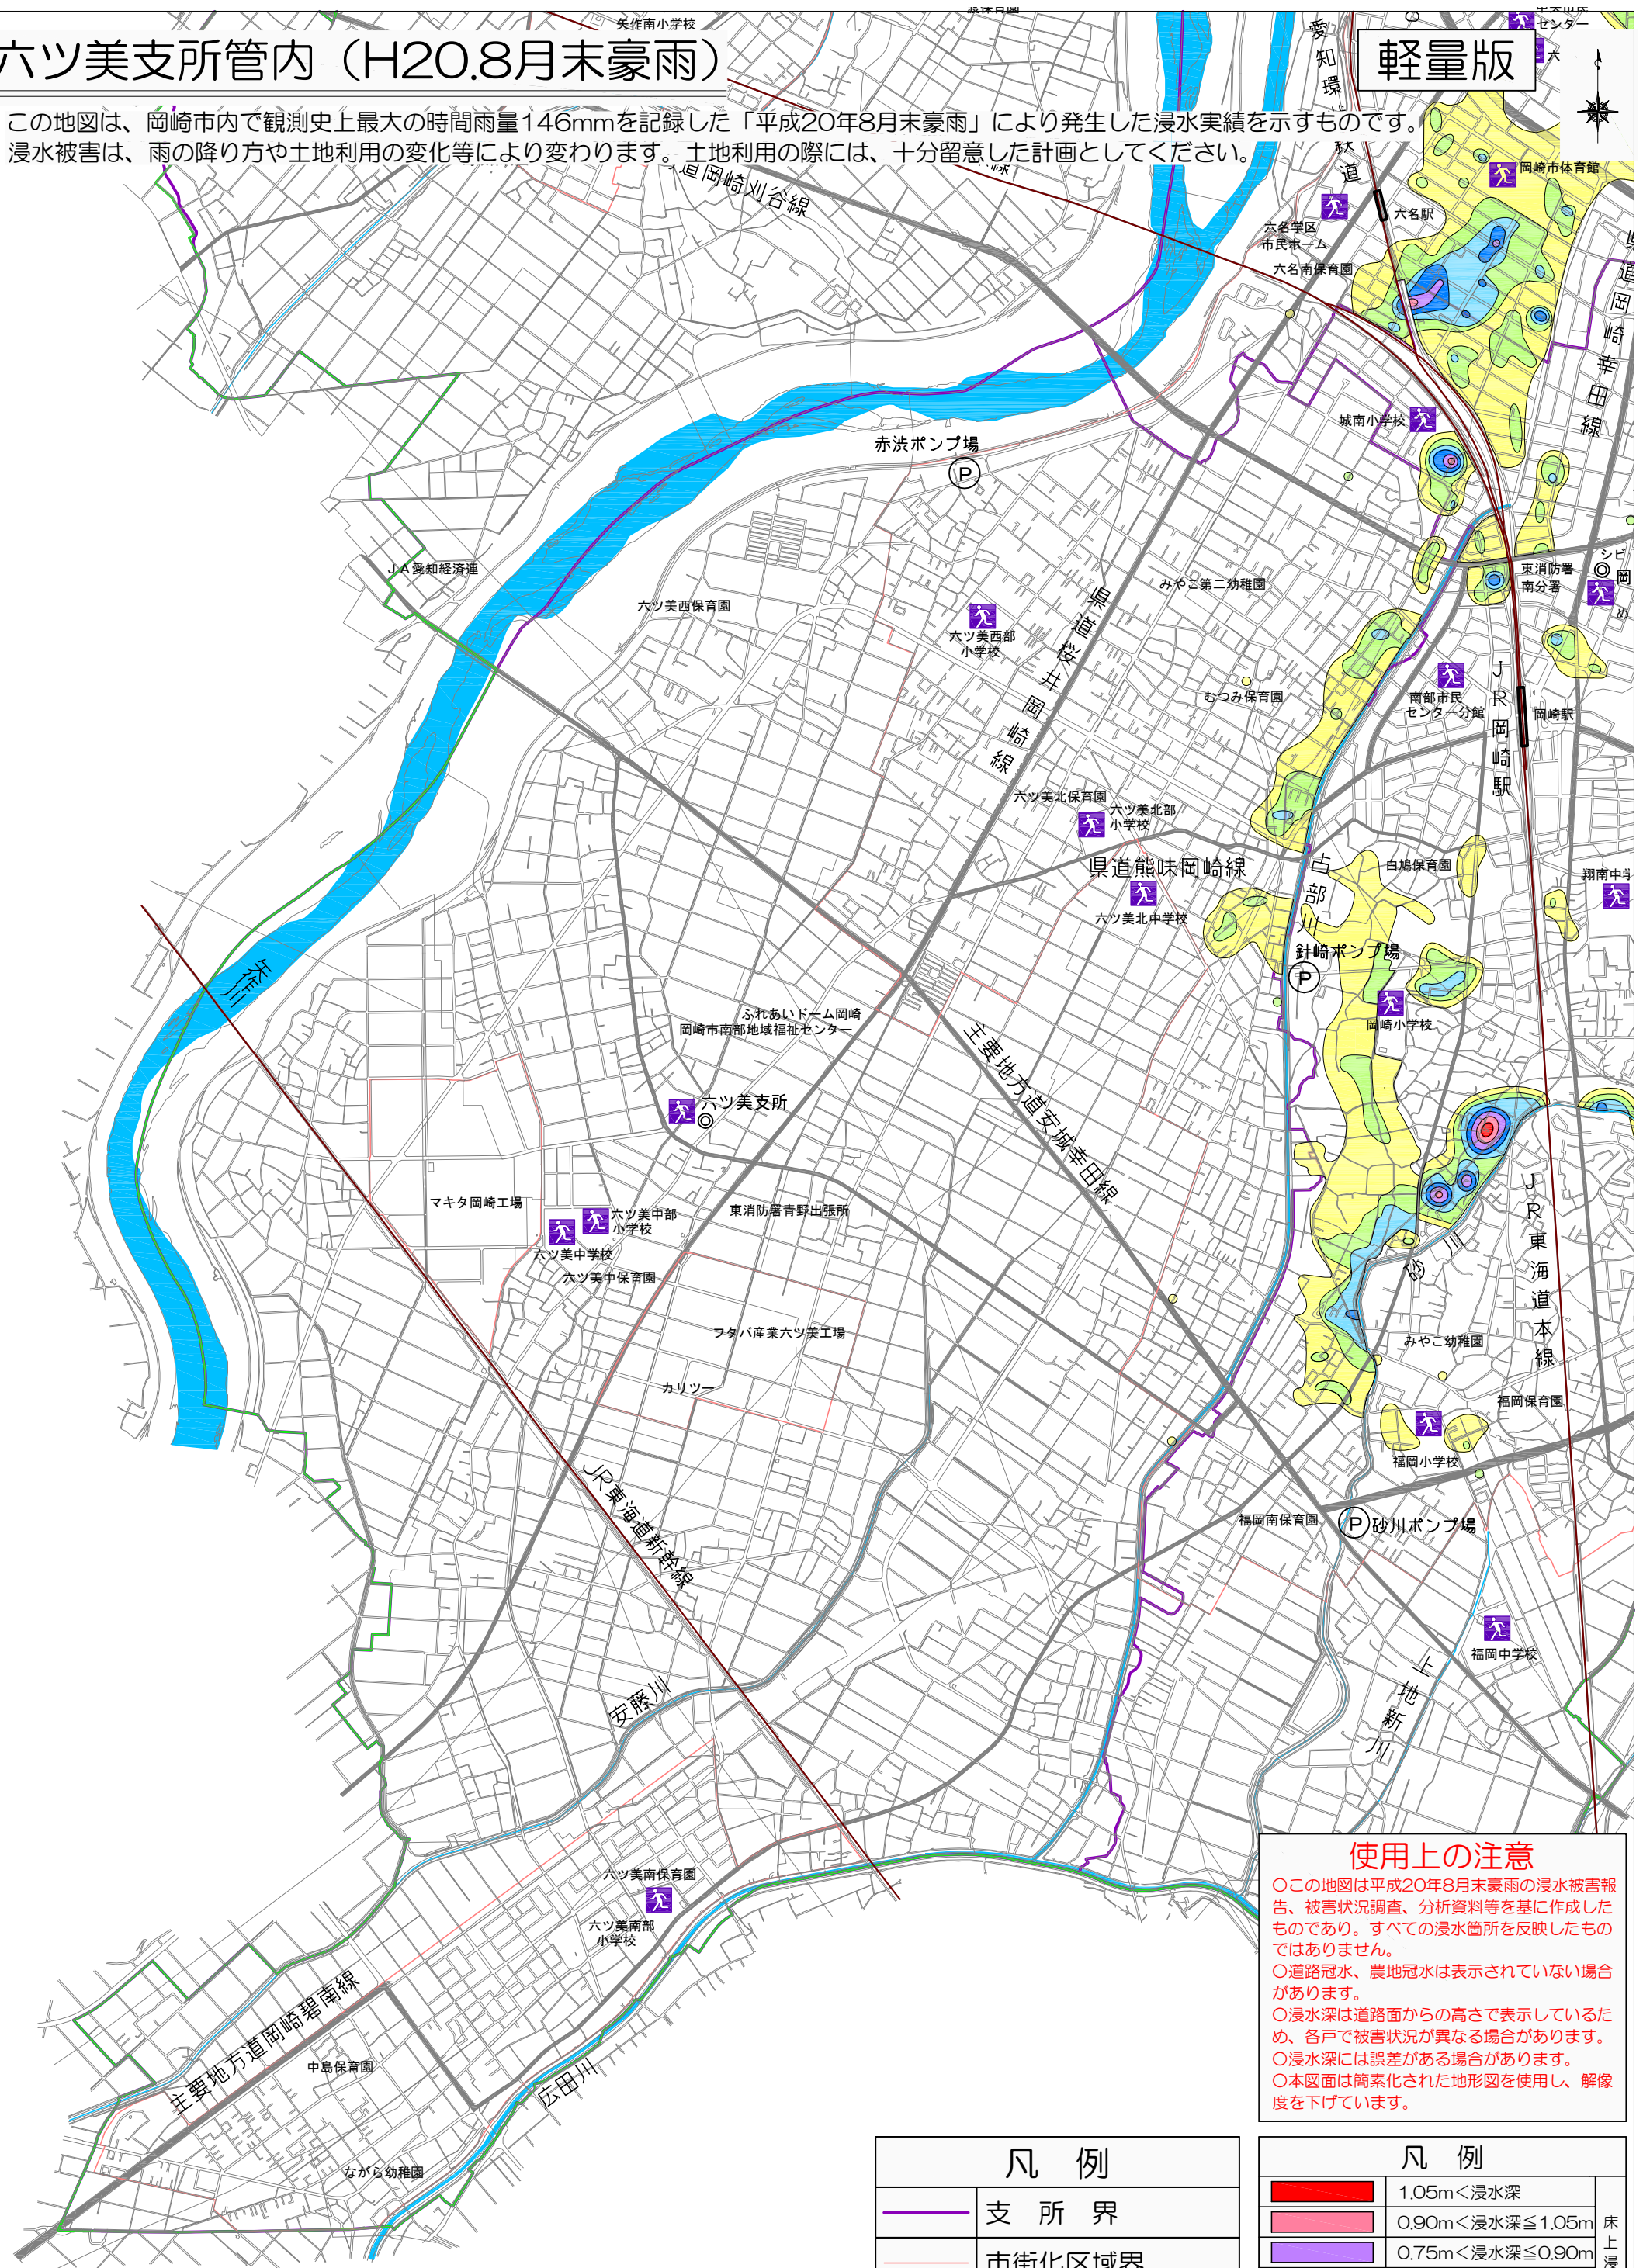 矢作南小学校
六ツ美支所管内（H20.8月末豪雨）
軽量版
この地図は、岡崎市内で観測史上最大の時間雨量146mmを記録した「平成20年8月末豪雨」により発生した浸水実績を示すものです。
浸水被害は、雨の降り方や土地利用の変化等により変わります。土地利用の際には、十分留意した計画としてください。
センター
愛知環状鉄道
道岡崎刈谷線
岡崎市体育館
六名駅
六名学区
市民ホーム
六名南保育園
県道岡崎幸田線
城南小学校
赤渋ポンプ場
P
JA愛知経済連
六ツ美西保育園
六ツ美西部
小学校
県道桜井岡崎線
みやこ第二幼稚園
東消防署
南分署
シビ
岡
むつみ保育園
南部市民
センター分館
JR岡崎駅
岡崎駅
六ツ美北保育園
六ツ美北部
小学校
県道熊味岡崎線
六ツ美北中学校
占部川
白鳩保育園
翔南中学
針崎ポンプ場
P
岡崎小学校
矢作川
ふれあいドーム岡崎
岡崎市南部地域福祉センター
主要地方道安城幸田線
六ツ美支所
マキタ岡崎工場
六ツ美中部
小学校
六ツ美中学校
六ツ美中保育園
東消防署青野出張所
砂川
JR東海道本線
フタバ産業六ツ美工場
みやこ幼稚園
カリツー
福岡保育園
福岡小学校
JR東海道新幹線
福岡南保育園
P
砂川ポンプ場
福岡中学校
上地新川
安藤川
六ツ美南保育園
六ツ美南部
小学校
主要地方道岡崎碧南線
中島保育園
広田川
ながら幼稚園
使用上の注意
○この地図は平成20年8月末豪雨の浸水被害報
告、被害状況調査、分析資料等を基に作成した
ものであり。すべての浸水箇所を反映したもの
ではありません。
○道路冠水、農地冠水は表示されていない場合
があります。
○浸水深は道路面からの高さで表示しているた
め、各戸で被害状況が異なる場合があります。
○浸水深には誤差がある場合があります。
○本図面は簡素化された地形図を使用し、解像
度を下げています。
凡 例
支 所 界
市街化区域界
凡 例
1.05m＜浸水深
0.90m＜浸水深≦1.05m
0.75m＜浸水深≦0.90m
床上浸